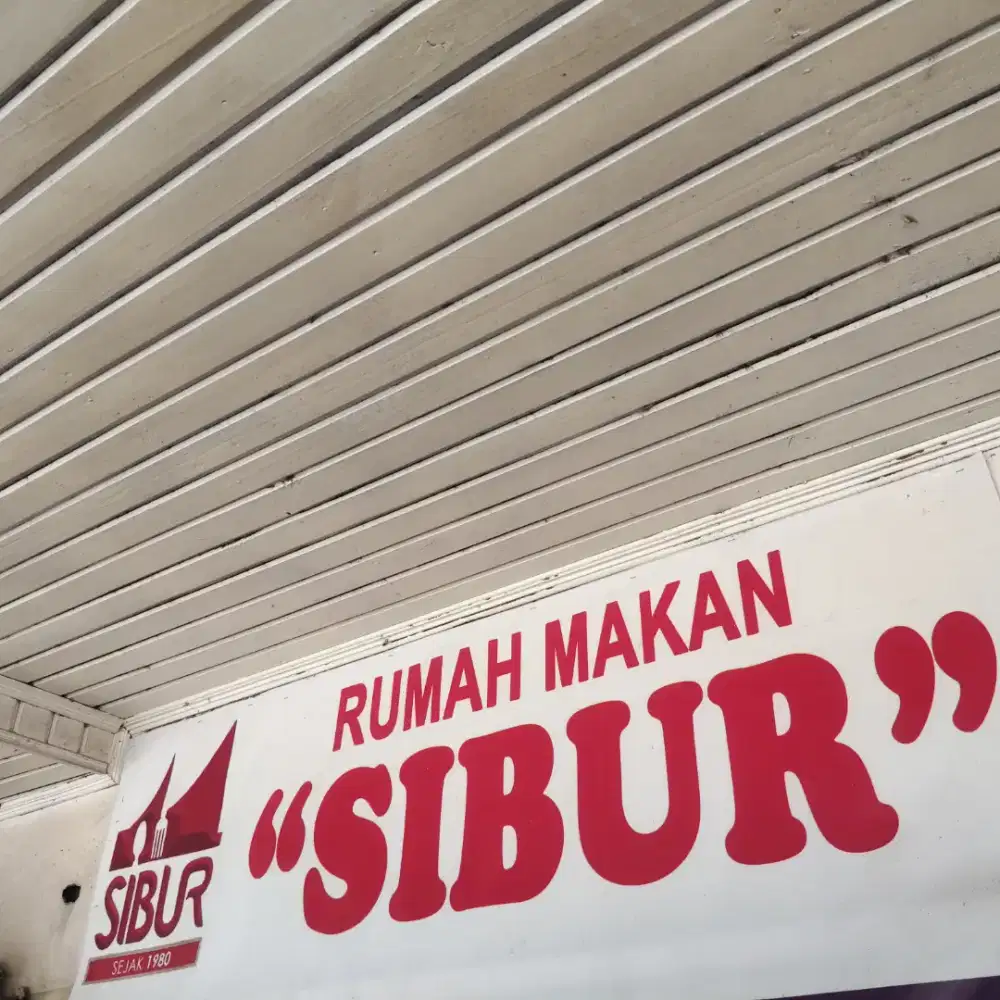 RUMAH MAKAN
“SIBUR”
SIBUR
SEJAK 1980